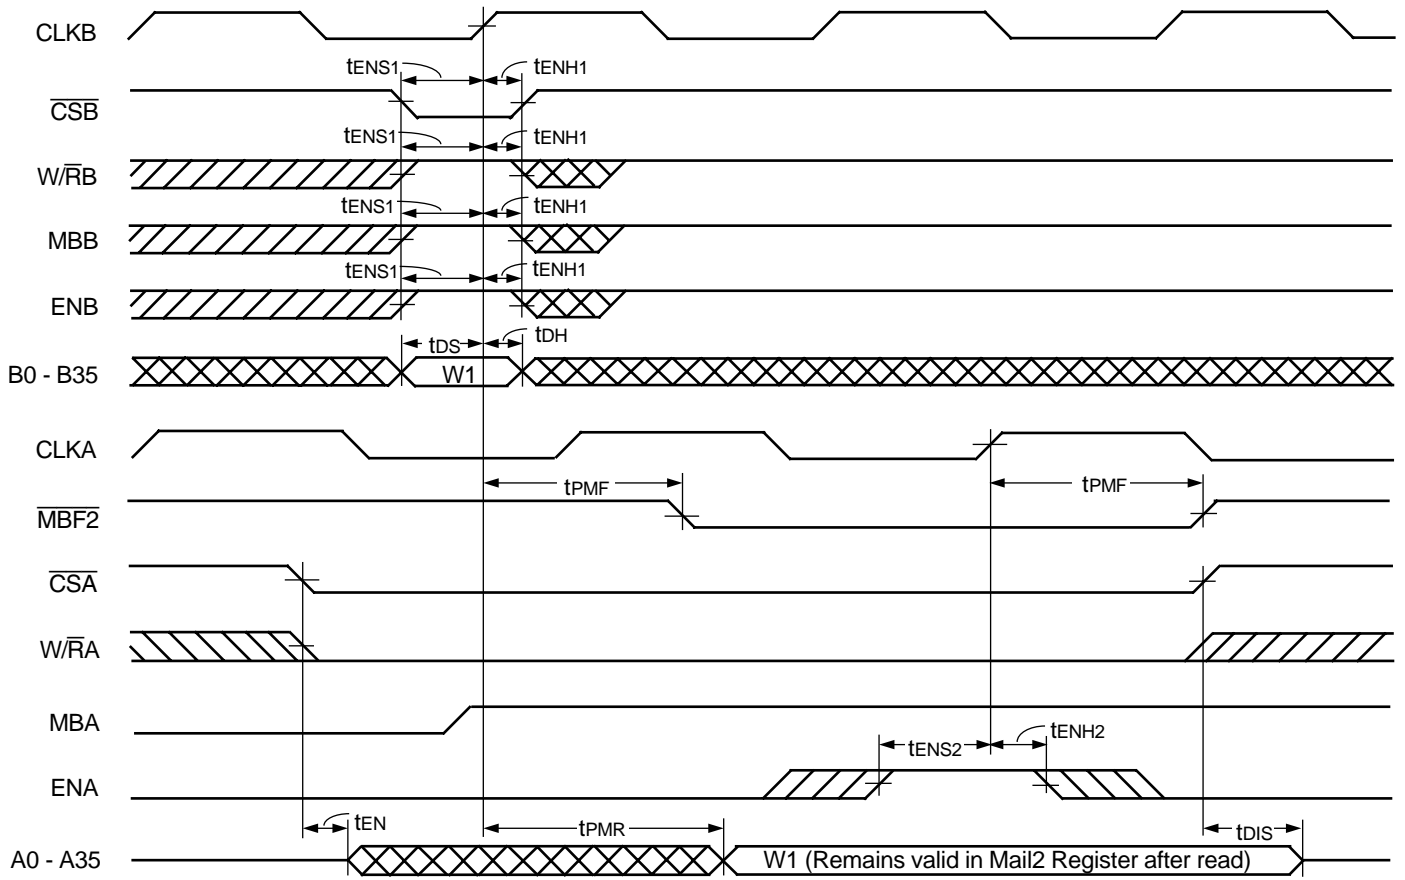 CLKB
tENS1 tENH1
CSB
tENS1 tENH1
W/RB
tENS1 tENH1
MBB
tENS1 tENH1
ENB
tDS tDH
B0 - B35 W1
CLKA
tPMF tPMF
MBF2
CSA
W/RA
MBA
tENS2 tENH2
ENA
tEN tPMR tDIS
A0 - A35 W1 (Remains valid in Mail2 Register after read)